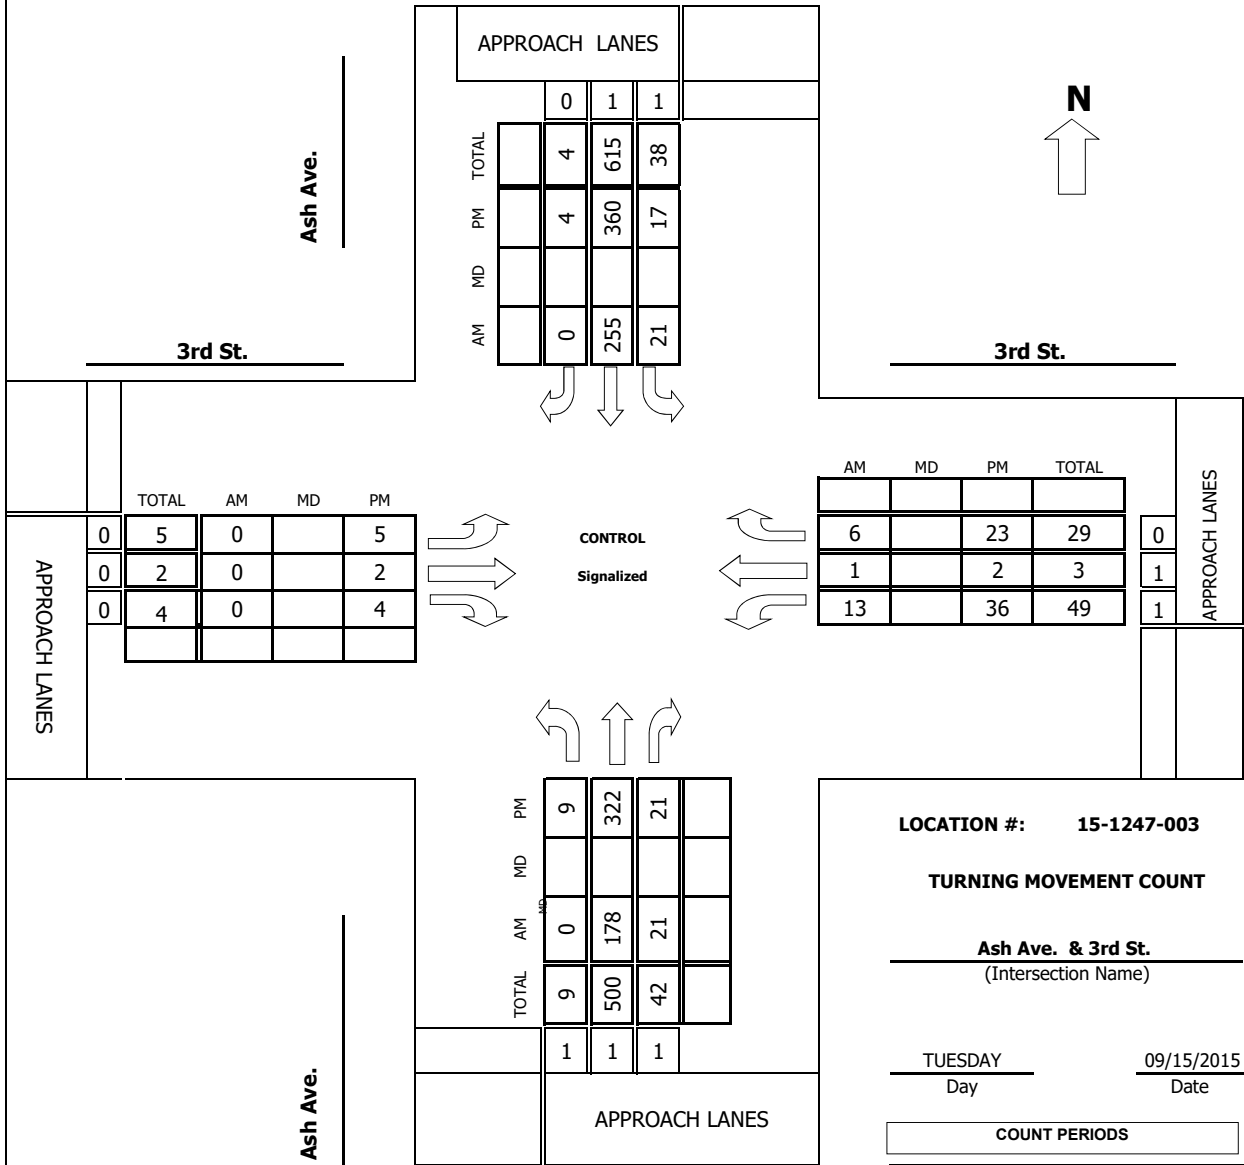 APPROACH LANES
0 1 1
TOTAL 4 615 38
PM 4 360 17
MD
AM 0 255 21
Ash Ave.
N
3rd St.
3rd St.
TOTAL AM MD PM
0 5 0 5
0 2 0 2
0 4 0 4
APPROACH LANES
CONTROL
Signalized
AM MD PM TOTAL
6 23 29 0
1 2 3 1
13 36 49 1
APPROACH LANES
PM 9 322 21
MD
MD
AM 0 178 21
TOTAL 9 500 42
1 1 1
APPROACH LANES
Ash Ave.
LOCATION #: 15-1247-003
TURNING MOVEMENT COUNT
Ash Ave. & 3rd St.
(Intersection Name)
TUESDAY 09/15/2015
Day Date
COUNT PERIODS